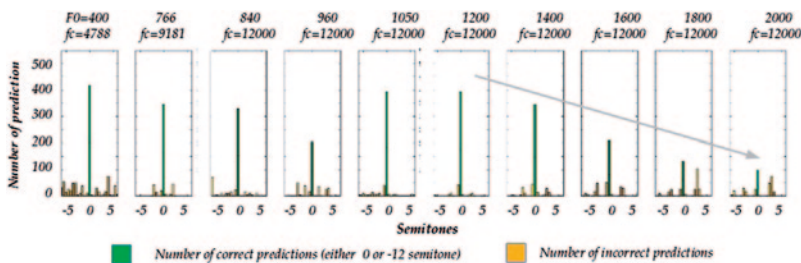 F0=400 766 840 960 1050 1200 1400 1600 1800 2000
fc=4788 fc=9181 fc=12000 fc=12000 fc=12000 fc=12000 fc=12000 fc=12000 fc=12000 fc=12000
Number of prediction
500
400
300
200
100
0
-5 0 5 -5 0 5 -5 0 5 -5 0 5 -5 0 5 -5 0 5 -5 0 5 -5 0 5 -5 0 5 -5 0 5
Semitones
Number of correct predictions (either 0 or -12 semitone) Number of incorrect predictions